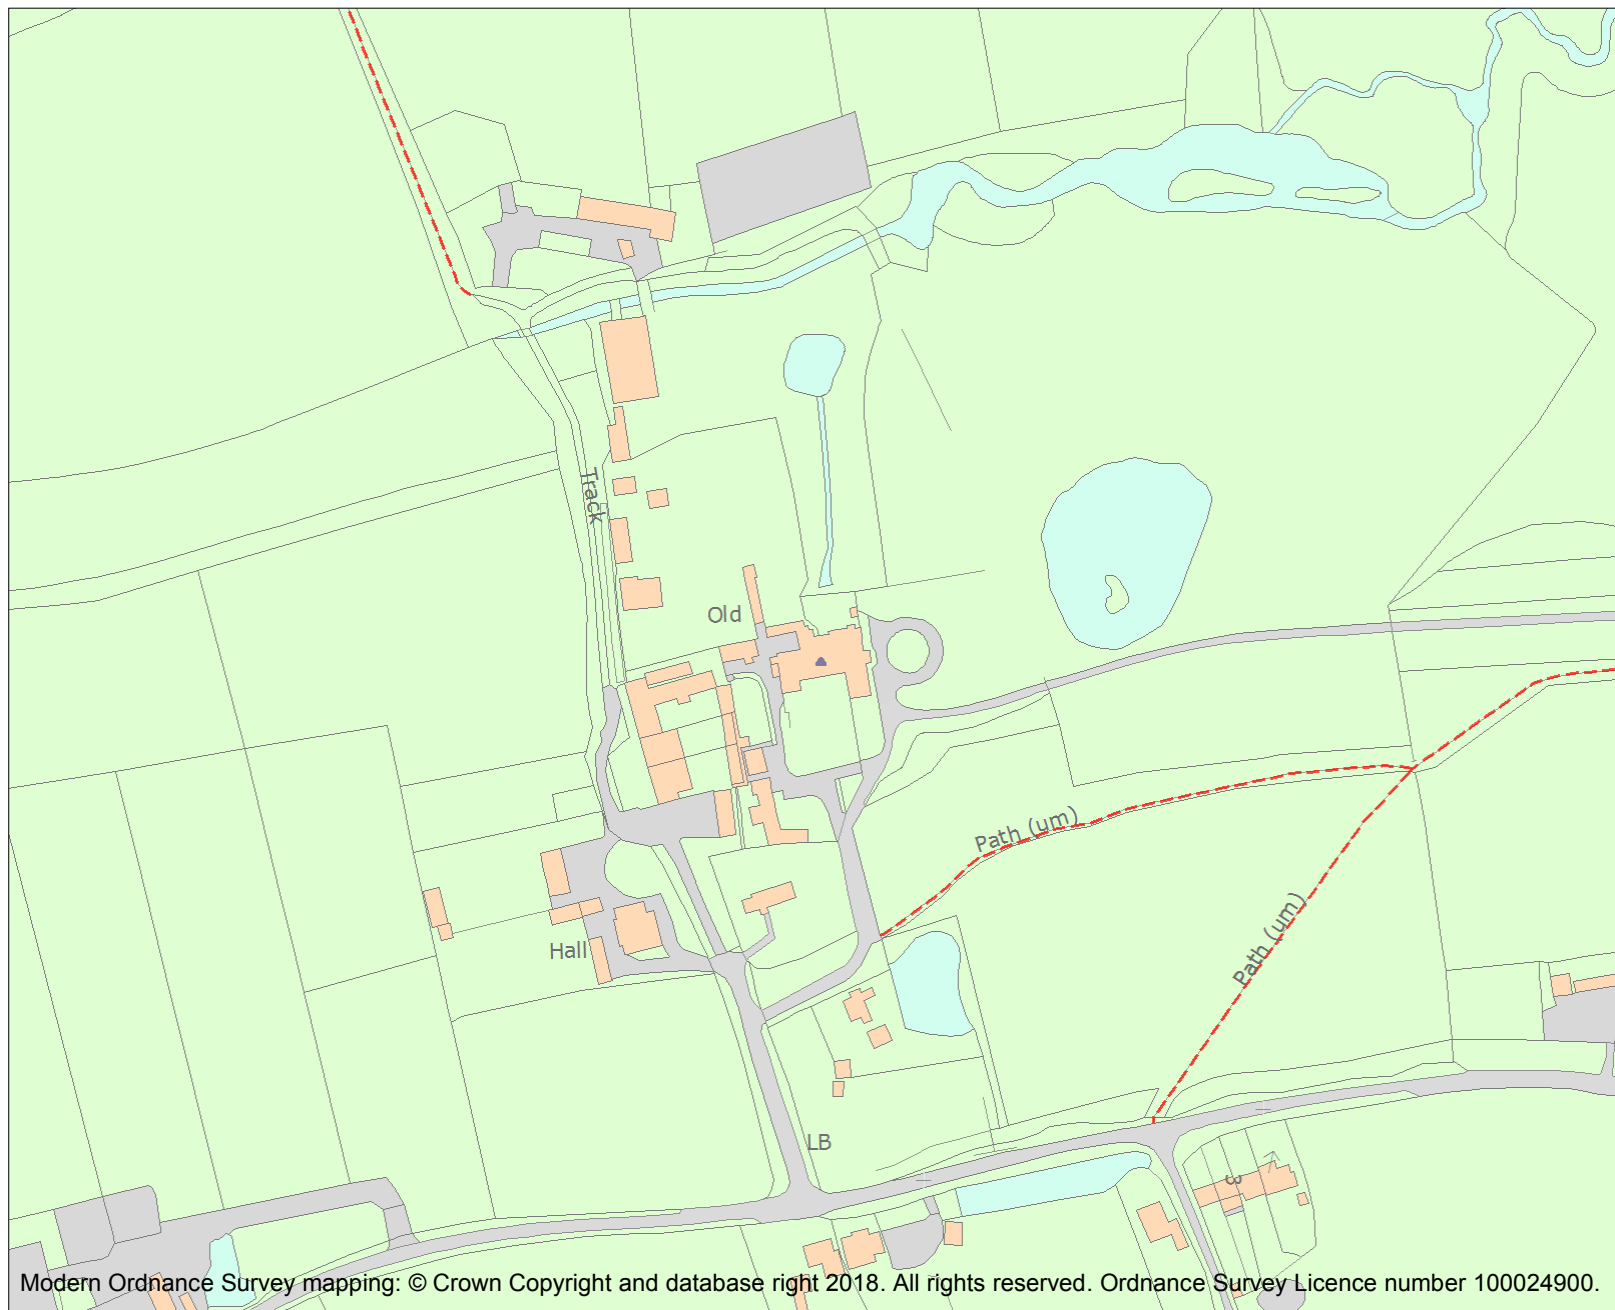 Track
Old
Path (um)
Path (um)
Hall
LB
3
Modern Ordnance Survey mapping: © Crown Copyright and database right 2018. All rights reserved. Ordnance Survey Licence number 100024900.